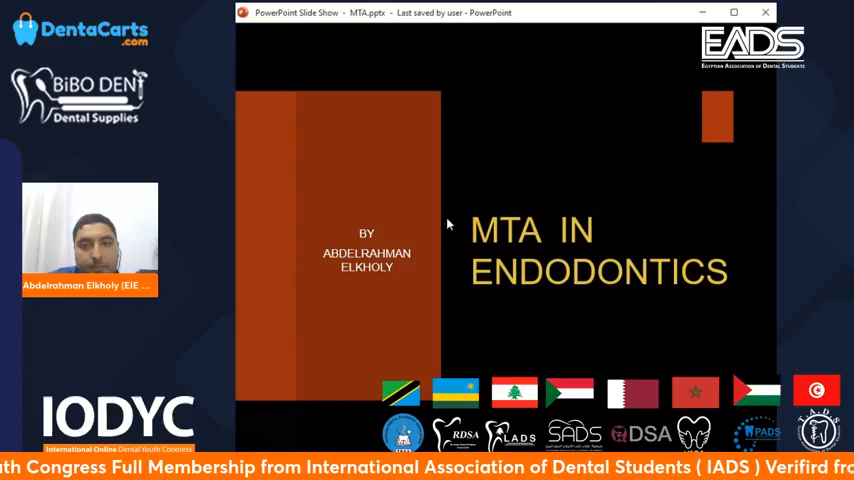 PowerPoint Slide Show - MTA.pptx - Last saved by user - PowerPoint
DentaCarts
.com
BiBO DENT
Dental Supplies
EADS
EGYPTIAN ASSOCIATION OF DENTAL STUDENTS
BY
ABDELRAHMAN
ELKHOLY
MTA IN
ENDODONTICS
Abdelrahman Elkholy (EIE ...
IODYC
International Online Dental Youth Congress
RDSA
LADS
SADS
DSA
PADS
TADS
uth Congress Full Membership from International Association of Dental Students ( IADS ) Verifird fro